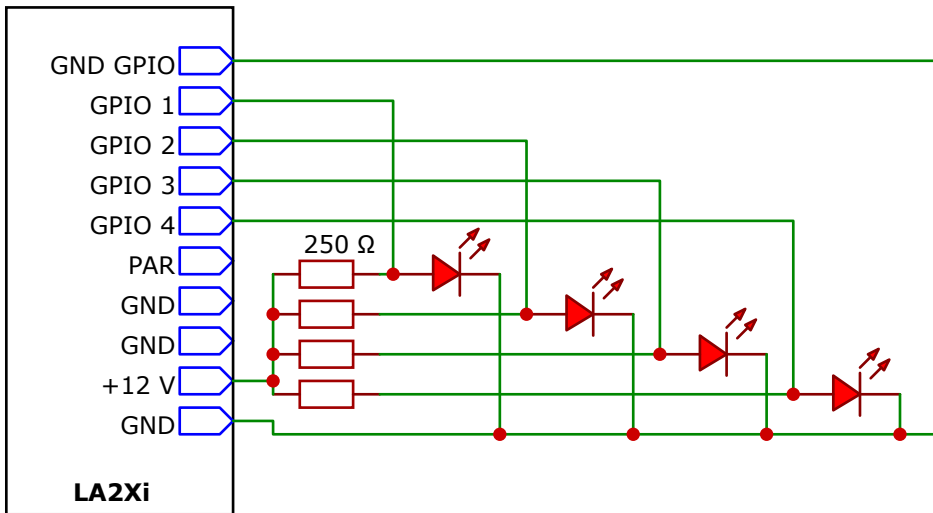 GND GPIO
GPIO 1
GPIO 2
GPIO 3
GPIO 4
250 Ω
PAR
GND
GND
+12 V
GND
LA2Xi